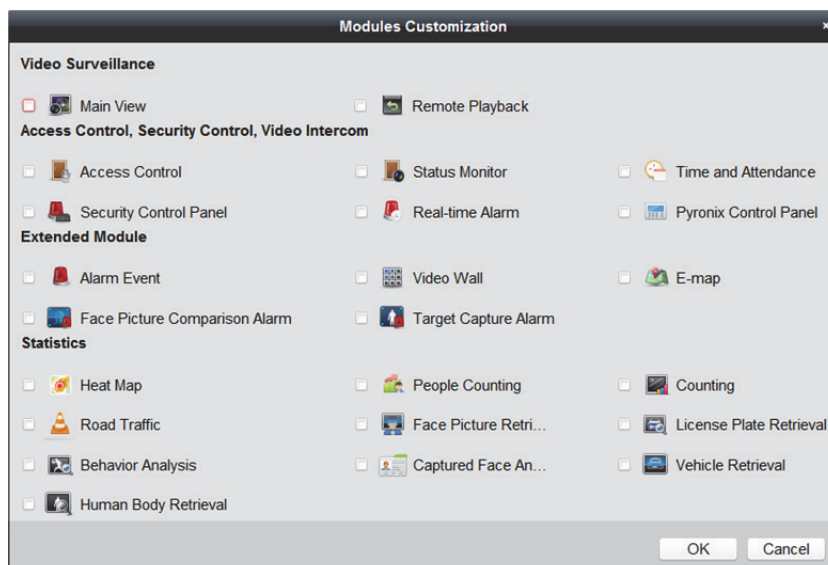 Modules Customization
Video Surveillance
Main View Remote Playback
Access Control, Security Control, Video Intercom
Access Control Status Monitor Time and Attendance
Security Control Panel Real-time Alarm Pyronix Control Panel
Extended Module
Alarm Event Video Wall E-map
Face Picture Comparison Alarm Target Capture Alarm
Statistics
Heat Map People Counting Counting
Road Traffic Face Picture Retri... License Plate Retrieval
Behavior Analysis Captured Face An... Vehicle Retrieval
Human Body Retrieval
OK Cancel